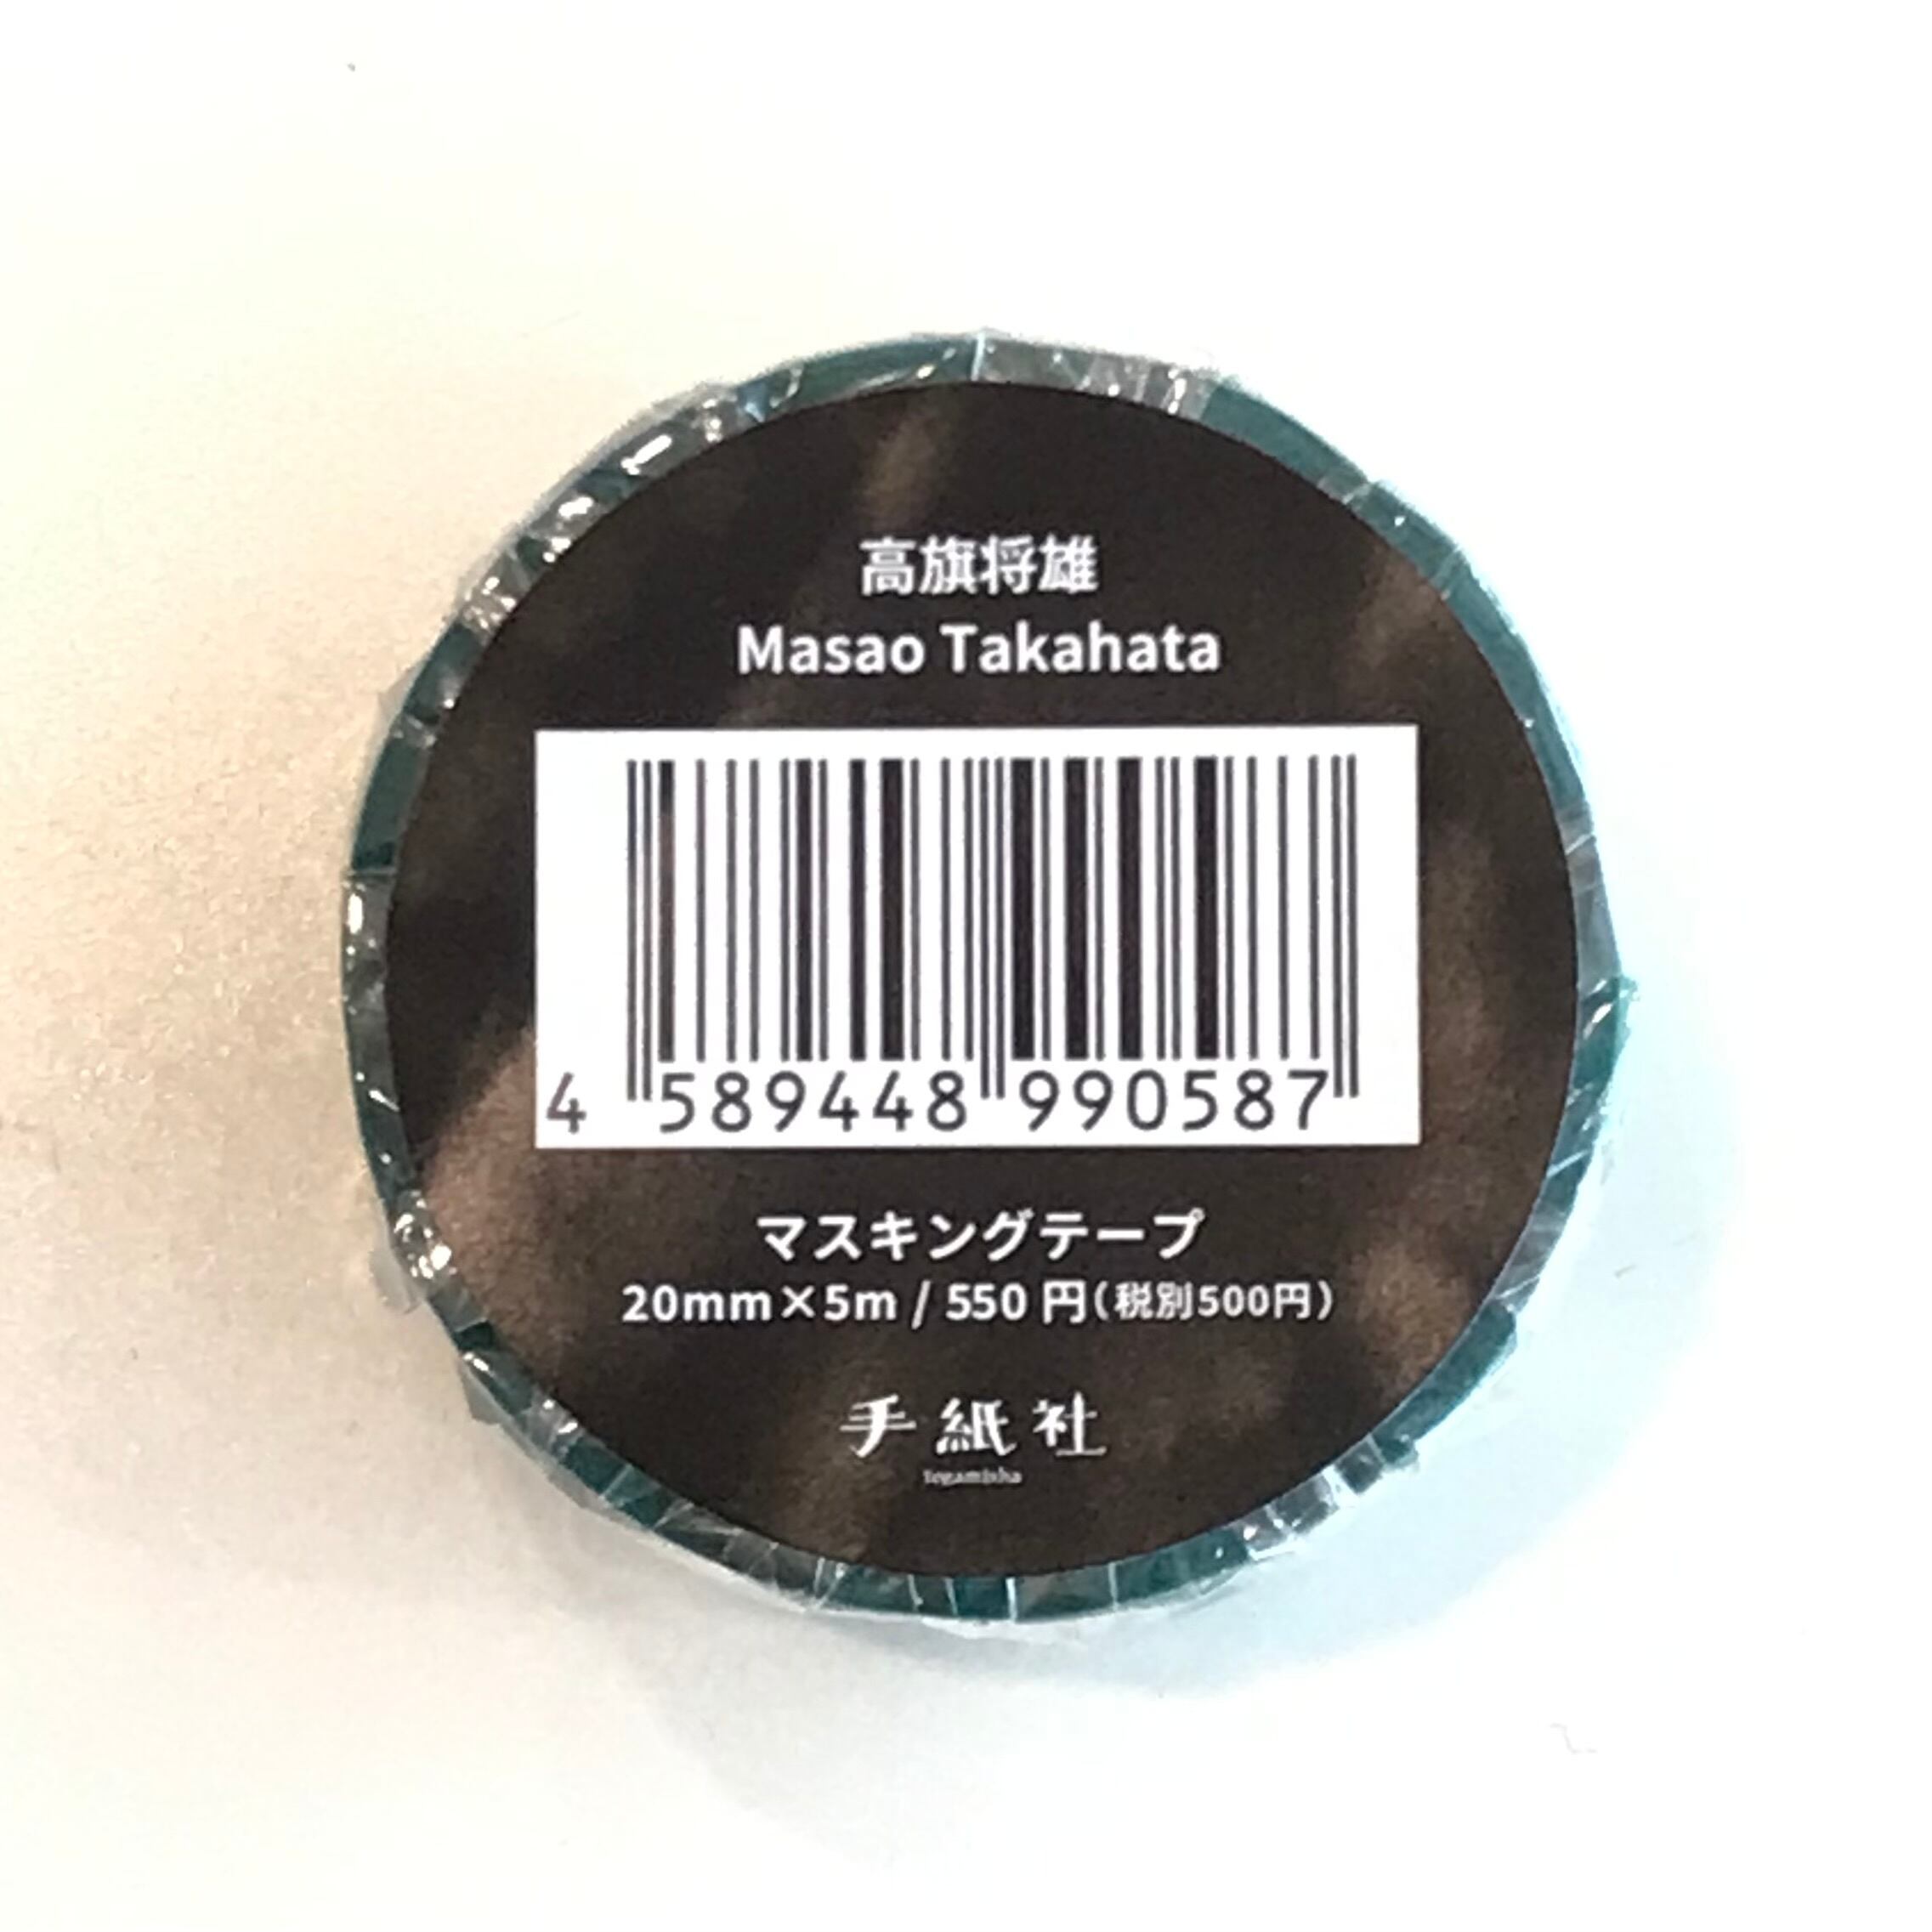 高旗将雄
Masao Takahata
4 589448 990587
マスキングテープ
20mm×5m / 550 円(税別500円)
手紙社
tegamisha